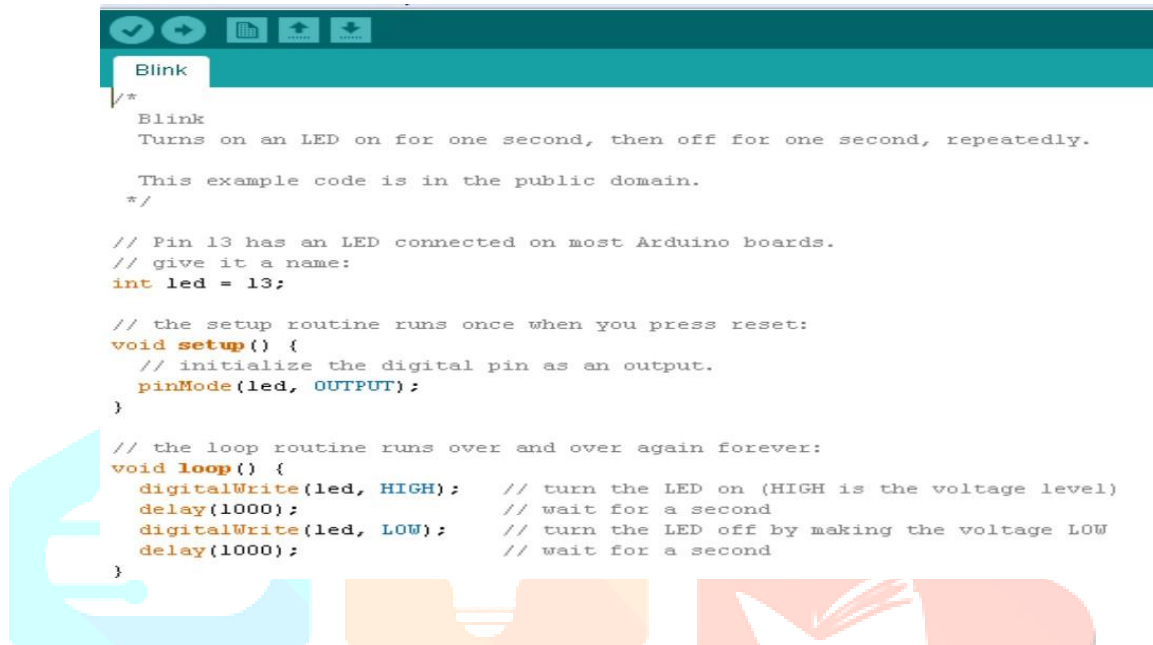 Blink
/*
  Blink
  Turns on an LED on for one second, then off for one second, repeatedly.

  This example code is in the public domain.
 */

// Pin 13 has an LED connected on most Arduino boards.
// give it a name:
int led = 13;

// the setup routine runs once when you press reset:
void setup() {
  // initialize the digital pin as an output.
  pinMode(led, OUTPUT);
}

// the loop routine runs over and over again forever:
void loop() {
  digitalWrite(led, HIGH);   // turn the LED on (HIGH is the voltage level)
  delay(1000);               // wait for a second
  digitalWrite(led, LOW);    // turn the LED off by making the voltage LOW
  delay(1000);               // wait for a second
}